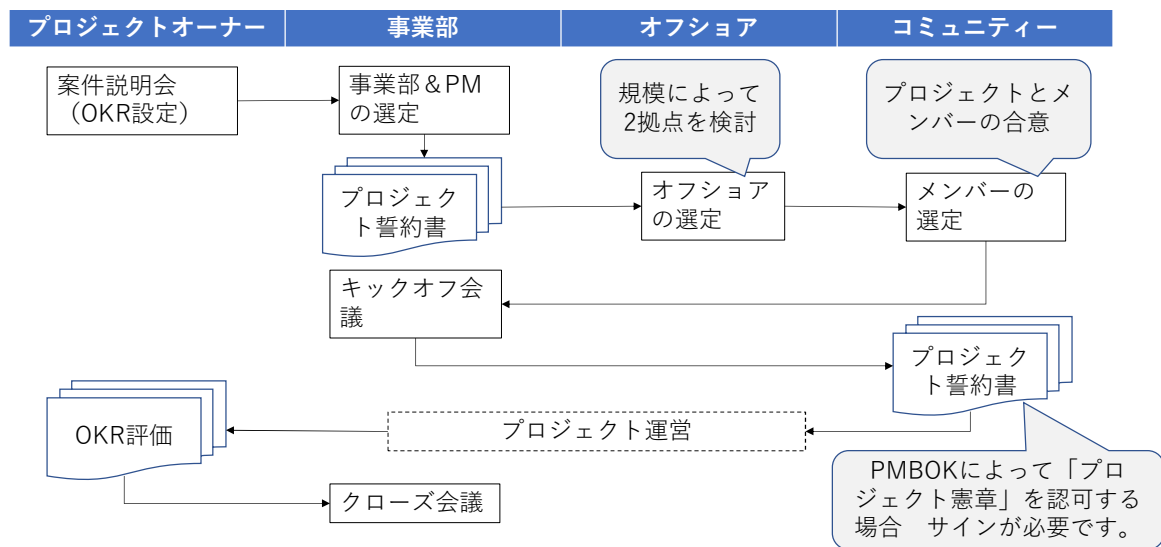 プロジェクトオーナー
事業部
オフショア
コミュニティー
案件説明会
（OKR設定）
事業部＆PM
の選定
規模によって
2拠点を検討
プロジェクトとメ
ンバーの合意
プロジェク
ト誓約書
オフショア
の選定
メンバーの
選定
キックオフ会
議
プロジェク
ト誓約書
OKR評価
プロジェクト運営
PMBOKによって「プロ
ジェクト憲章」を認可する
場合　サインが必要です。
クローズ会議